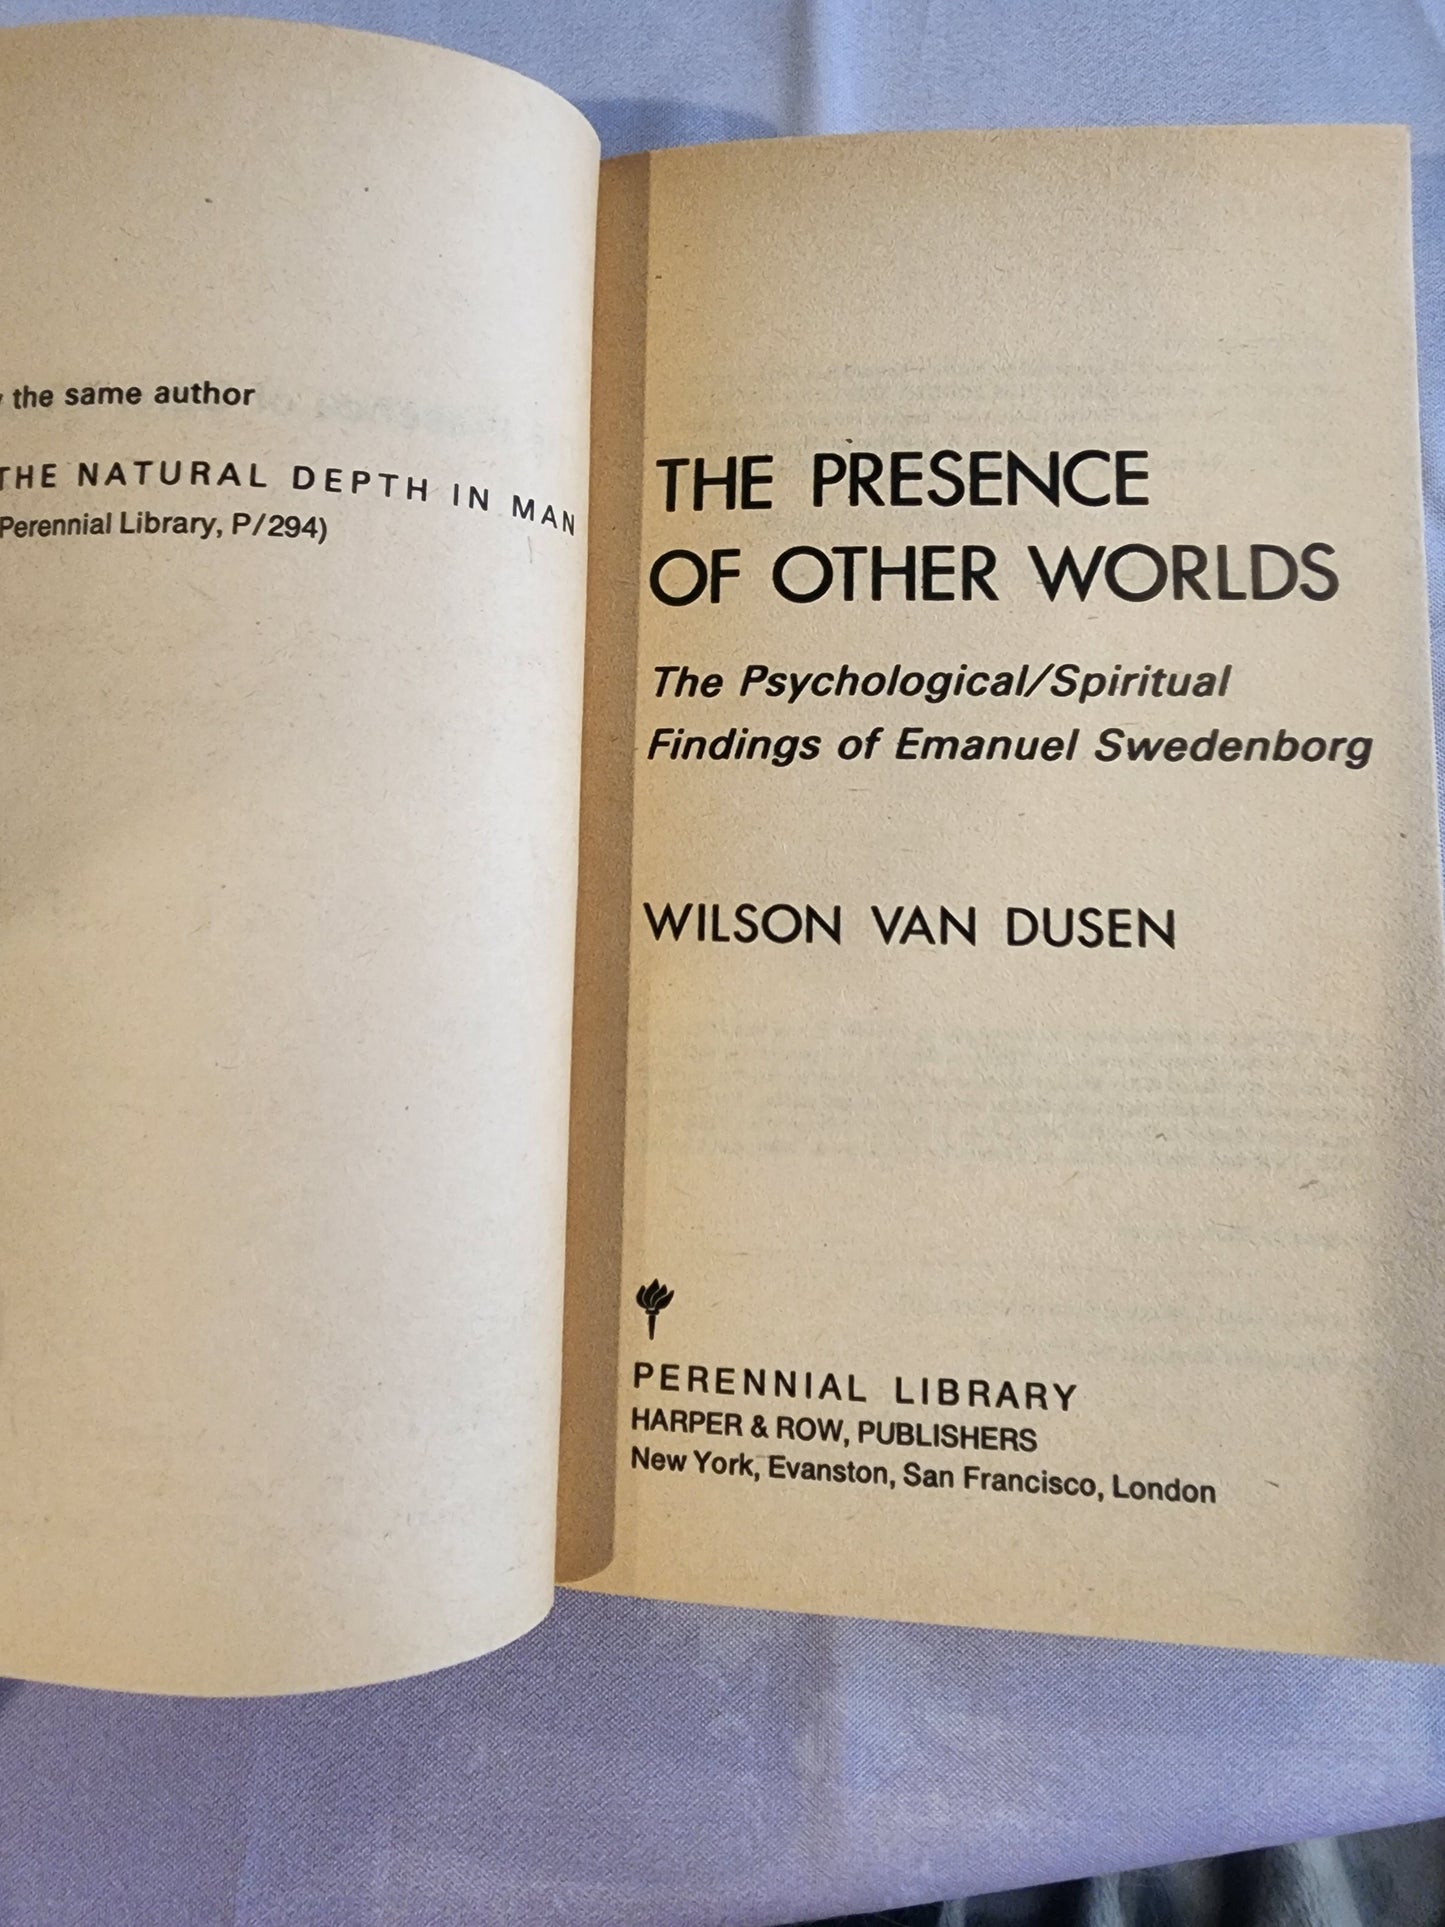 the same author
THE NATURAL DEPTH IN MAN
Perennial Library, P/294)
THE PRESENCE
OF OTHER WORLDS
The Psychological/Spiritual
Findings of Emanuel Swedenborg
WILSON VAN DUSEN
PERENNIAL LIBRARY
HARPER & ROW, PUBLISHERS
New York, Evanston, San Francisco, London